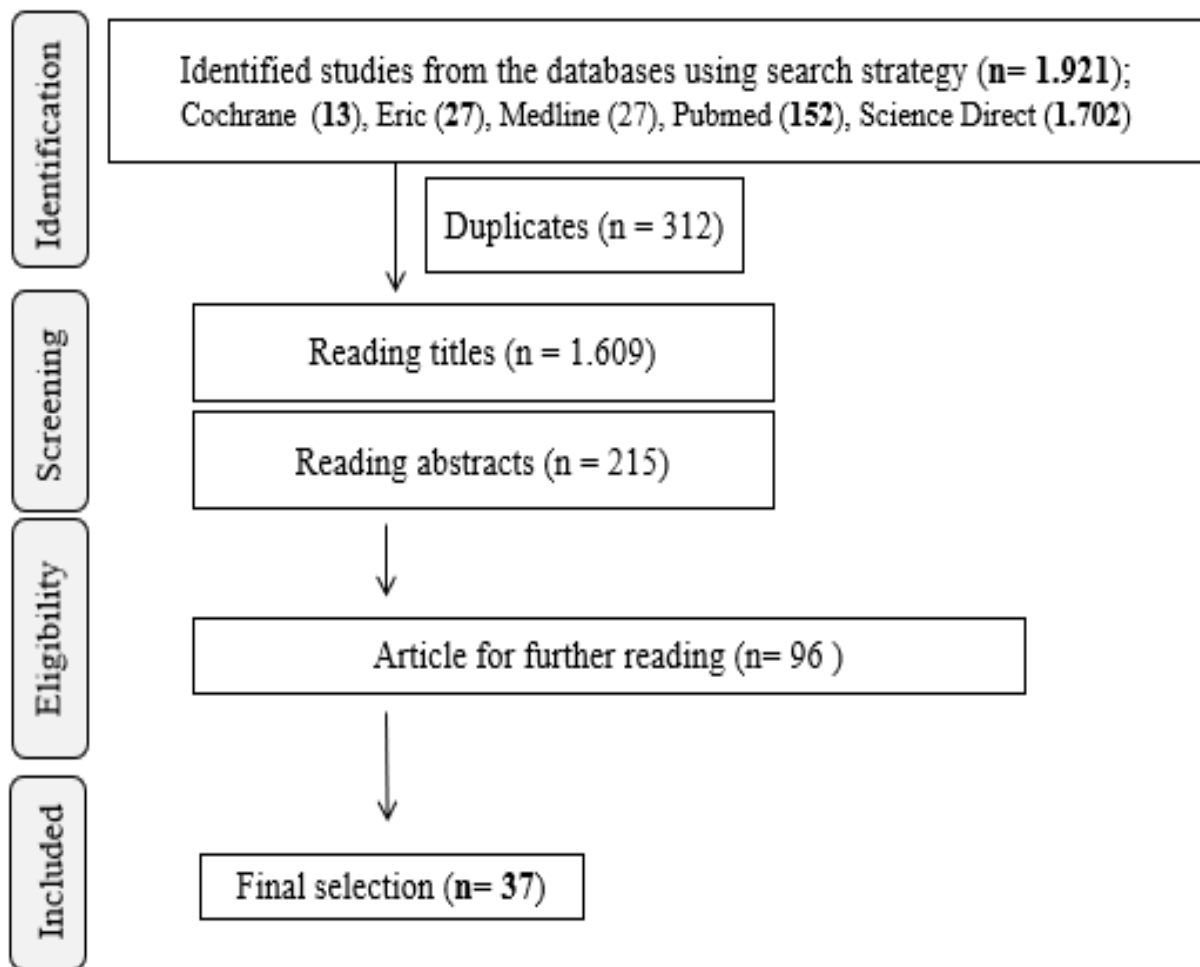 Identification
Identified studies from the databases using search strategy (n= 1.921);
Cochrane (13), Eric (27), Medline (27), Pubmed (152), Science Direct (1.702)
Duplicates (n = 312)
Screening
Reading titles (n = 1.609)
Reading abstracts (n = 215)
Eligibility
Article for further reading (n= 96 )
Included
Final selection (n= 37)